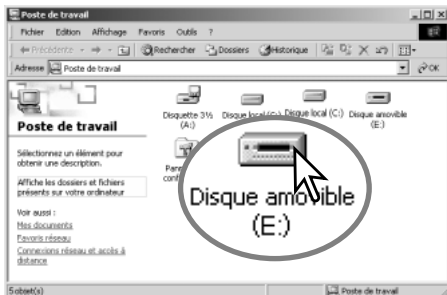 Poste de travail
Fichier Edition Affichage Favoris Outils ?
Précédente Rechercher Dossiers Historique
Adresse Poste de travail OK
Disquette 3½ (A:)
Disque local (C:)
Disque amovible (E:)
Poste de travail
Sélectionnez un élément pour
obtenir une description.
Affiche les dossiers et fichiers
présents sur votre ordinateur
Voir aussi :
Mes documents
Favoris réseau
Connexions réseau et accès à
distance
Disque amovible
(E:)
5 objet(s) Poste de travail